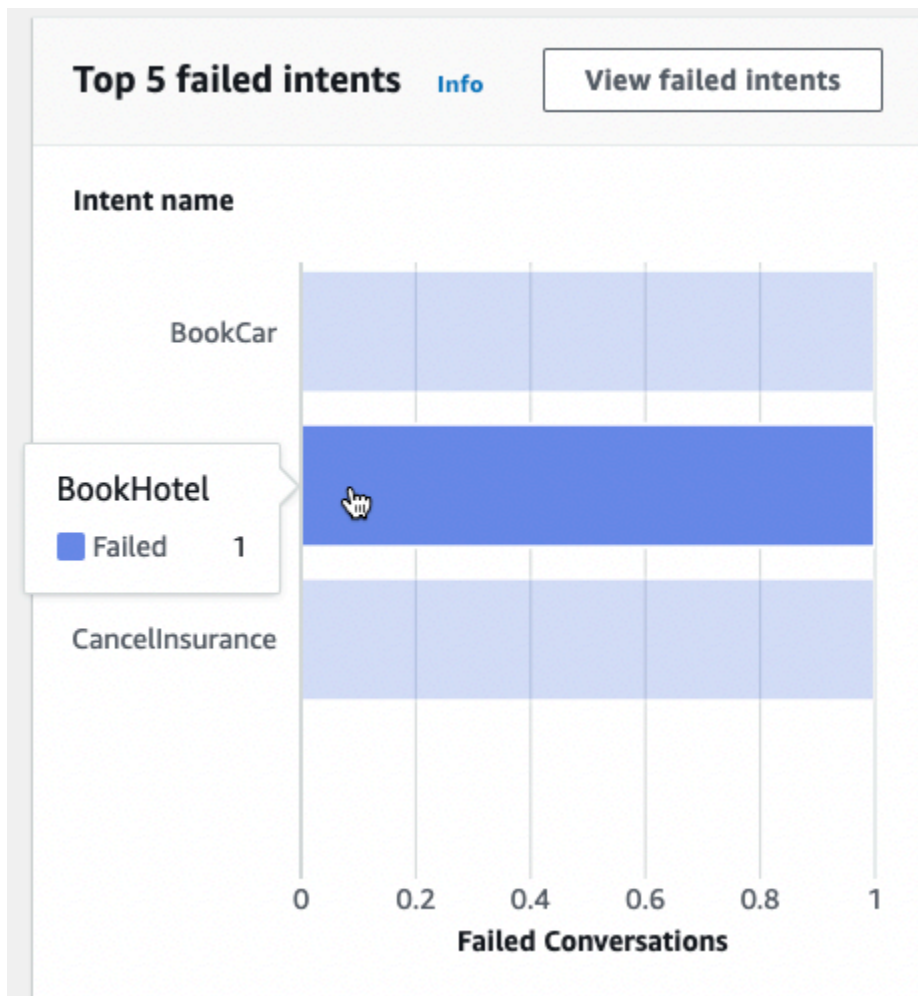 Top 5 failed intents Info View failed intents
Intent name
BookCar
BookHotel
Failed 1
CancelInsurance
0 0.2 0.4 0.6 0.8 1
Failed Conversations